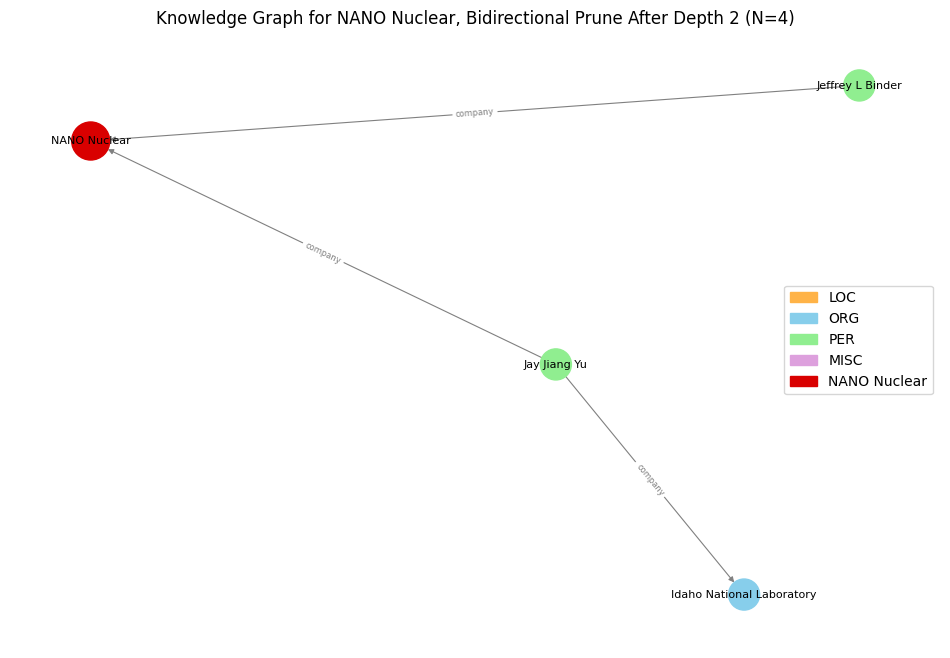 Knowledge Graph for NANO Nuclear, Bidirectional Prune After Depth 2 (N=4)
Jeffrey L Binder
company
NANO Nuclear
company
LOC
ORG
PER
MISC
NANO Nuclear
Jay Jiang Yu
company
Idaho National Laboratory